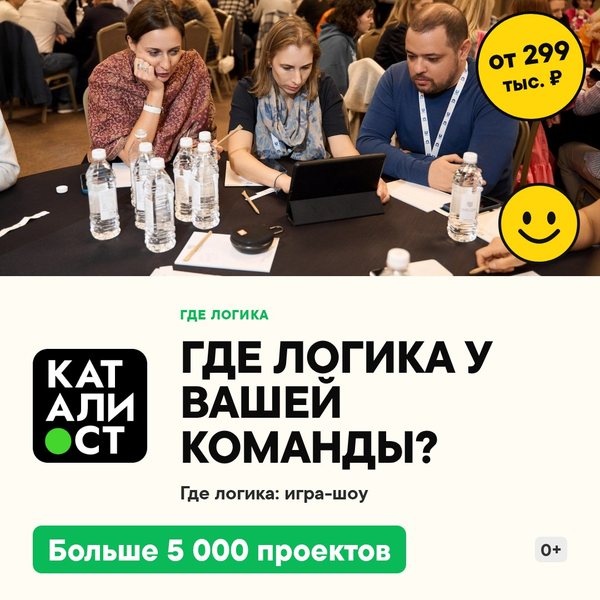 от 299
тыс. ₽
ГДЕ ЛОГИКА
КАТ
АЛИ
СТ
ГДЕ ЛОГИКА У
ВАШЕЙ
КОМАНДЫ?
Где логика: игра-шоу
Больше 5 000 проектов
0+